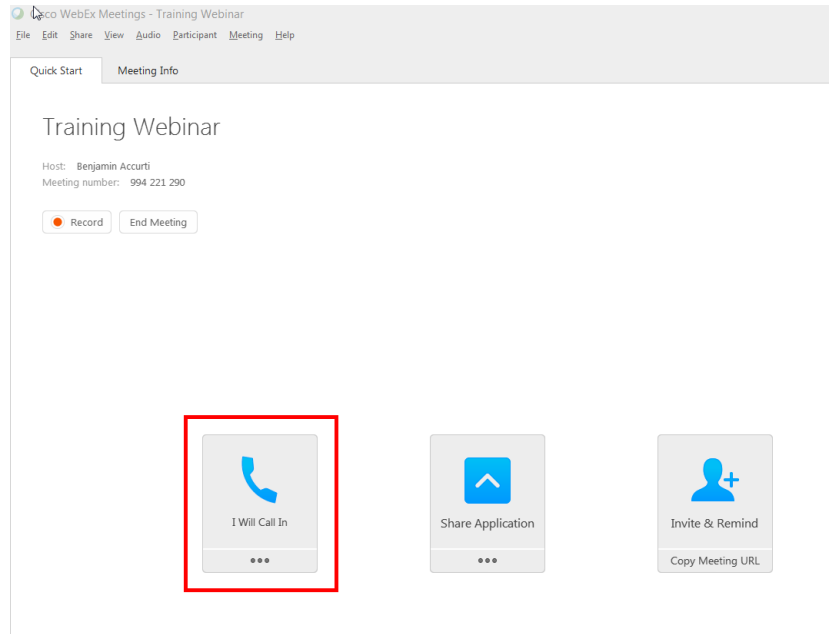 Cisco WebEx Meetings - Training Webinar
File Edit Share View Audio Participant Meeting Help
Quick Start Meeting Info
Training Webinar
Host: Benjamin Accurti
Meeting number: 994 221 290
Record End Meeting
I Will Call In Share Application Invite & Remind
Copy Meeting URL